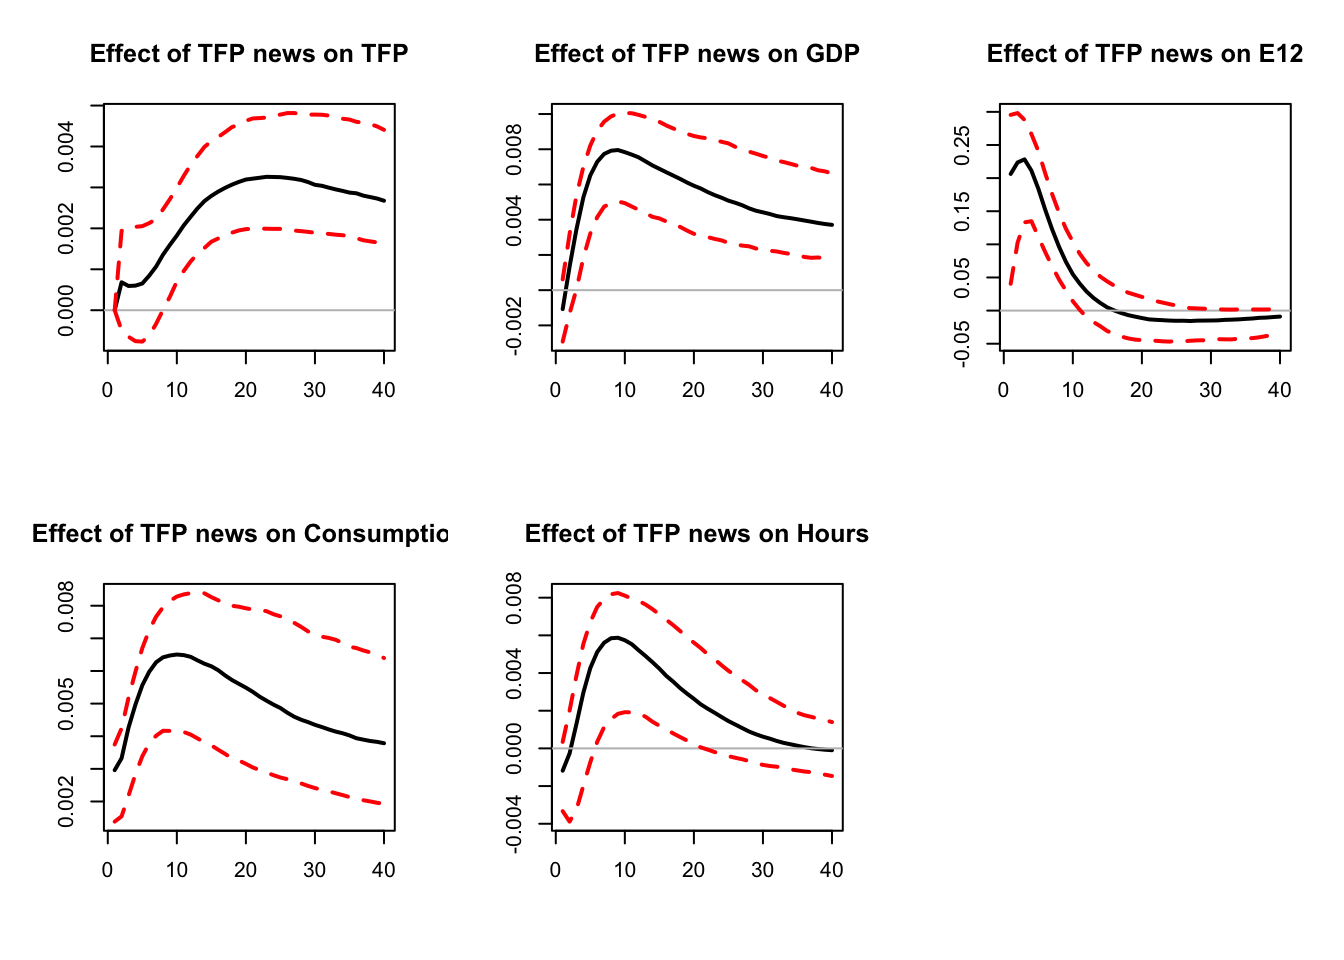 Effect of TFP news on TFP
0.004
0.002
0.000
0 10 20 30 40
Effect of TFP news on GDP
0.008
0.004
-0.002
0 10 20 30 40
Effect of TFP news on E12
0.25
0.15
0.05
-0.05
0 10 20 30 40
Effect of TFP news on Consumptio
0.008
0.005
0.002
0 10 20 30 40
Effect of TFP news on Hours
0.008
0.004
0.000
-0.004
0 10 20 30 40